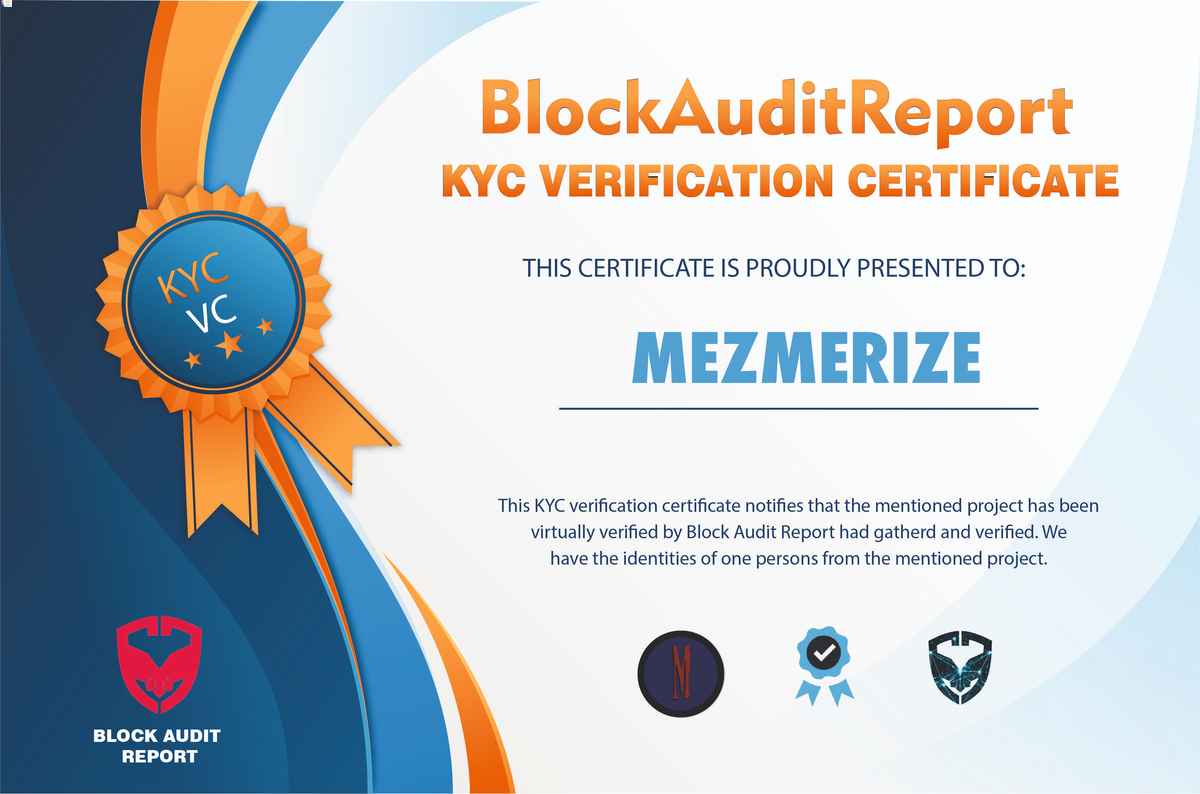 BlockAuditReport
KYC VERIFICATION CERTIFICATE
THIS CERTIFICATE IS PROUDLY PRESENTED TO:
MEZMERIZE
KYC
VC
This KYC verification certificate notifies that the mentioned project has been
virtually verified by Block Audit Report had gatherd and verified. We
have the identities of one persons from the mentioned project.
M
BLOCK AUDIT
REPORT